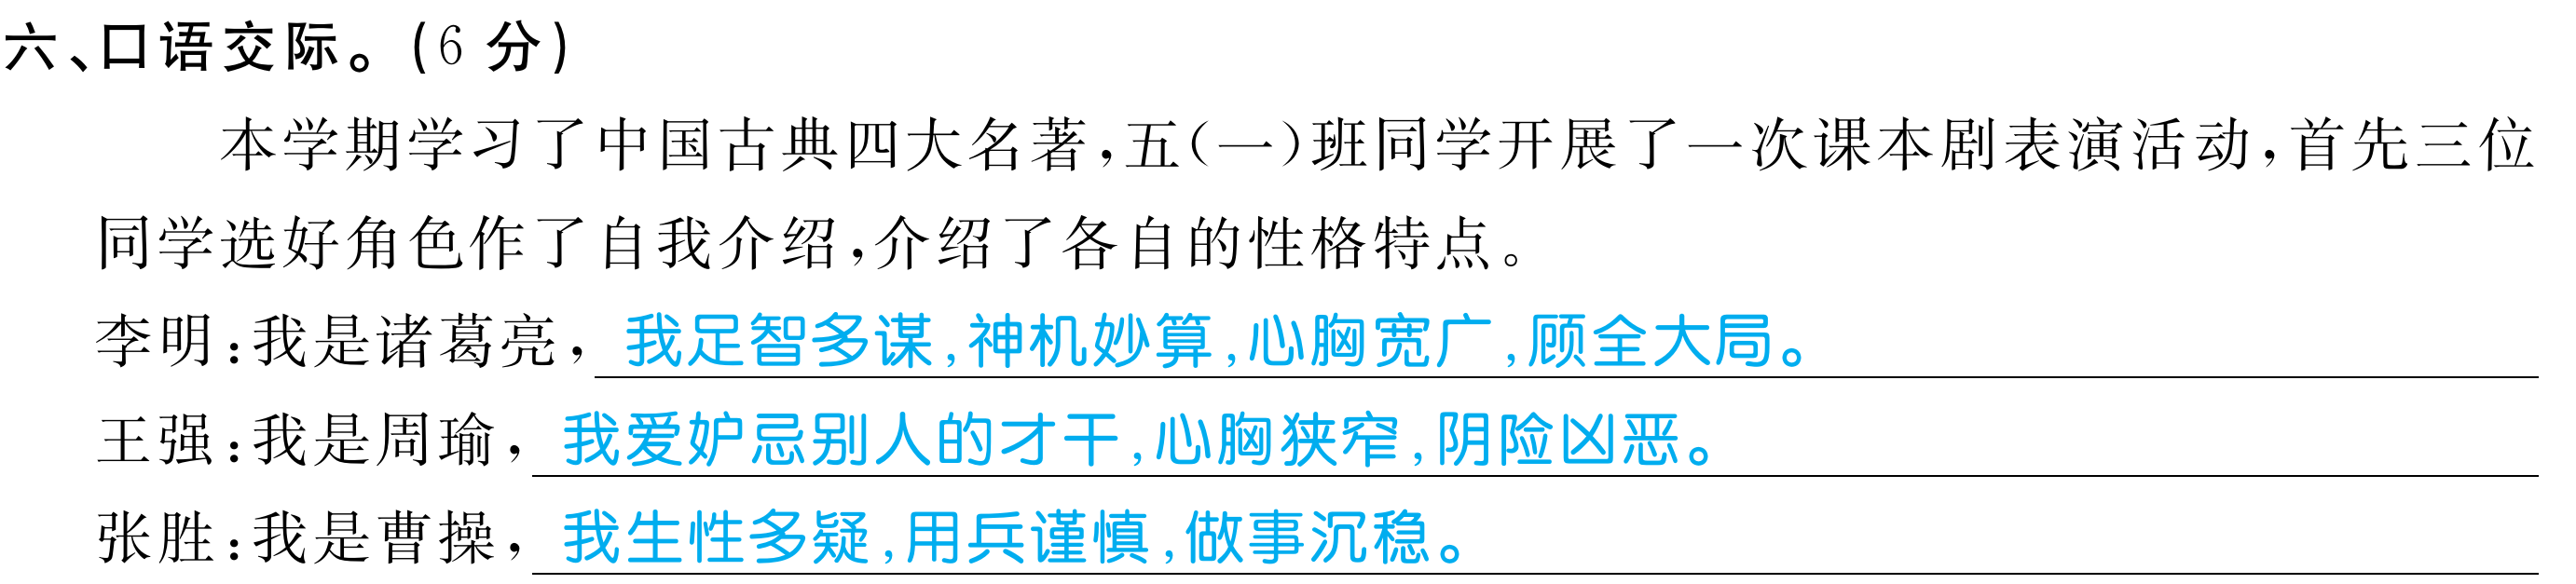 六、口语交际。(6 分)
本学期学习了中国古典四大名著,五(一)班同学开展了一次课本剧表演活动,首先三位
同学选好角色作了自我介绍,介绍了各自的性格特点。
李明:我是诸葛亮,我足智多谋,神机妙算,心胸宽广,顾全大局。
王强:我是周瑜,我爱妒忌别人的才干,心胸狭窄,阴险凶恶。
张胜:我是曹操,我生性多疑,用兵谨慎,做事沉稳。